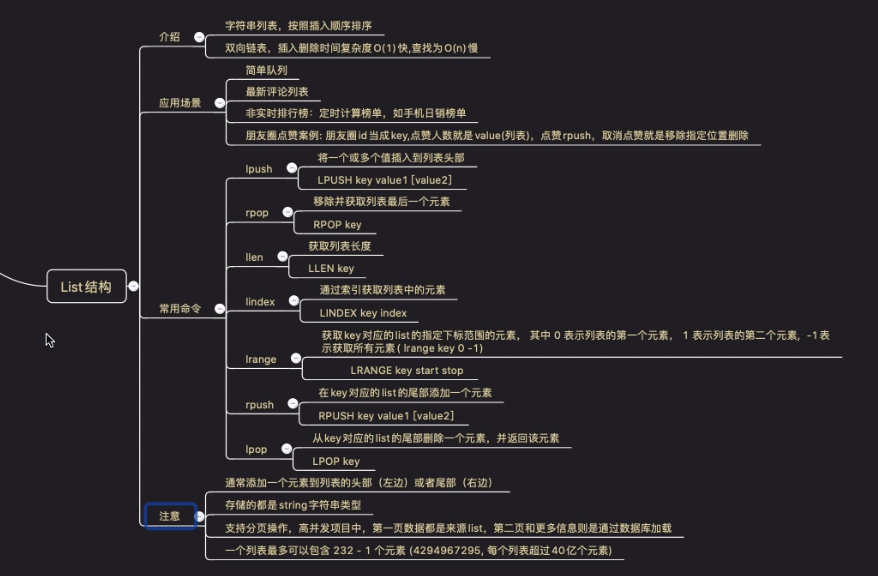 List结构
介绍
字符串列表，按照插入顺序排序
双向链表，插入删除时间复杂度O(1)快,查找为O(n)慢
应用场景
简单队列
最新评论列表
非实时排行榜：定时计算榜单，如手机日销榜单
朋友圈点赞案例: 朋友圈id当成key,点赞人数就是value(列表)，点赞rpush，取消点赞就是移除指定位置删除
常用命令
lpush
将一个或多个值插入到列表头部
LPUSH key value1 [value2]
rpop
移除并获取列表最后一个元素
RPOP key
llen
获取列表长度
LLEN key
lindex
通过索引获取列表中的元素
LINDEX key index
lrange
获取key对应的list的指定下标范围的元素， 其中 0 表示列表的第一个元素， 1 表示列表的第二个元素，-1表
示获取所有元素( lrange key 0 -1)
LRANGE key start stop
rpush
在key对应的list的尾部添加一个元素
RPUSH key value1 [value2]
lpop
从key对应的list的尾部删除一个元素，并返回该元素
LPOP key
注意
通常添加一个元素到列表的头部（左边）或者尾部（右边）
存储的都是string字符串类型
支持分页操作，高并发项目中，第一页数据都是来源list，第二页和更多信息则是通过数据库加载
一个列表最多可以包含 232 - 1 个元素 (4294967295, 每个列表超过40亿个元素)